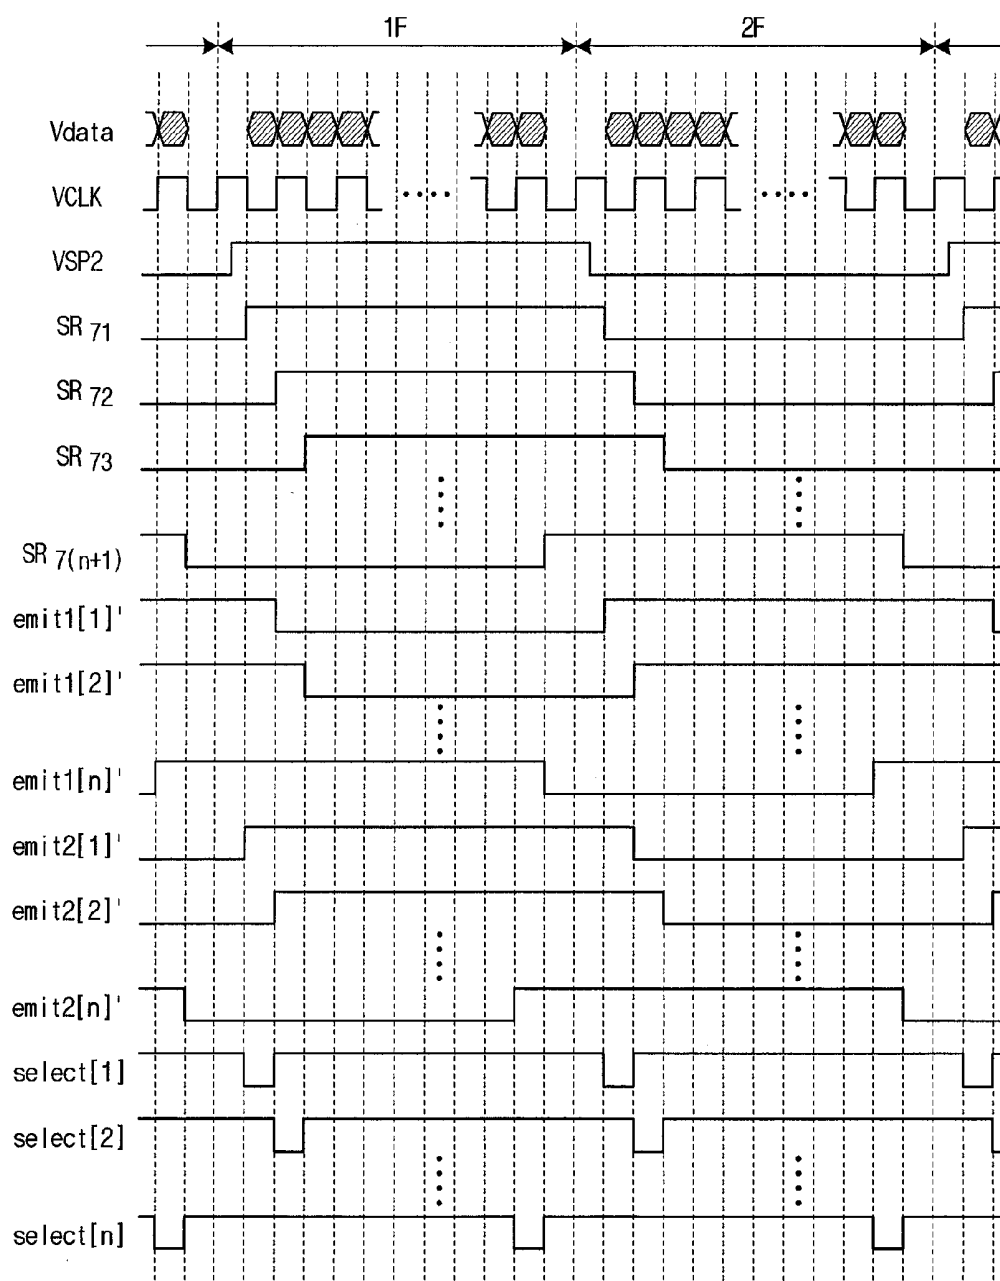 1F 2F
Vdata
VCLK
VSP2
SR 71
SR 72
SR 73
SR 7(n+1)
emit1[1]'
emit1[2]'
emit1[n]'
emit2[1]'
emit2[2]'
emit2[n]'
select[1]
select[2]
select[n]